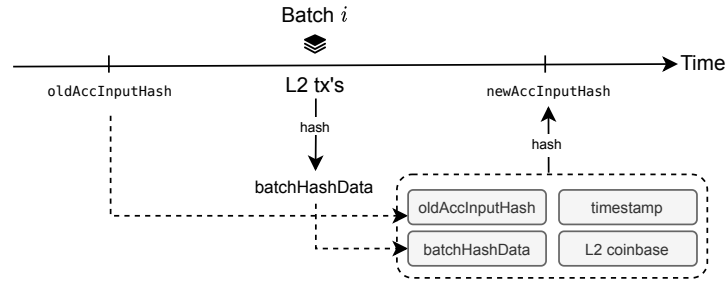 Batch i
Time
oldAccInputHash
L2 tx's
newAccInputHash
hash
hash
batchHashData
oldAccInputHash
timestamp
batchHashData
L2 coinbase